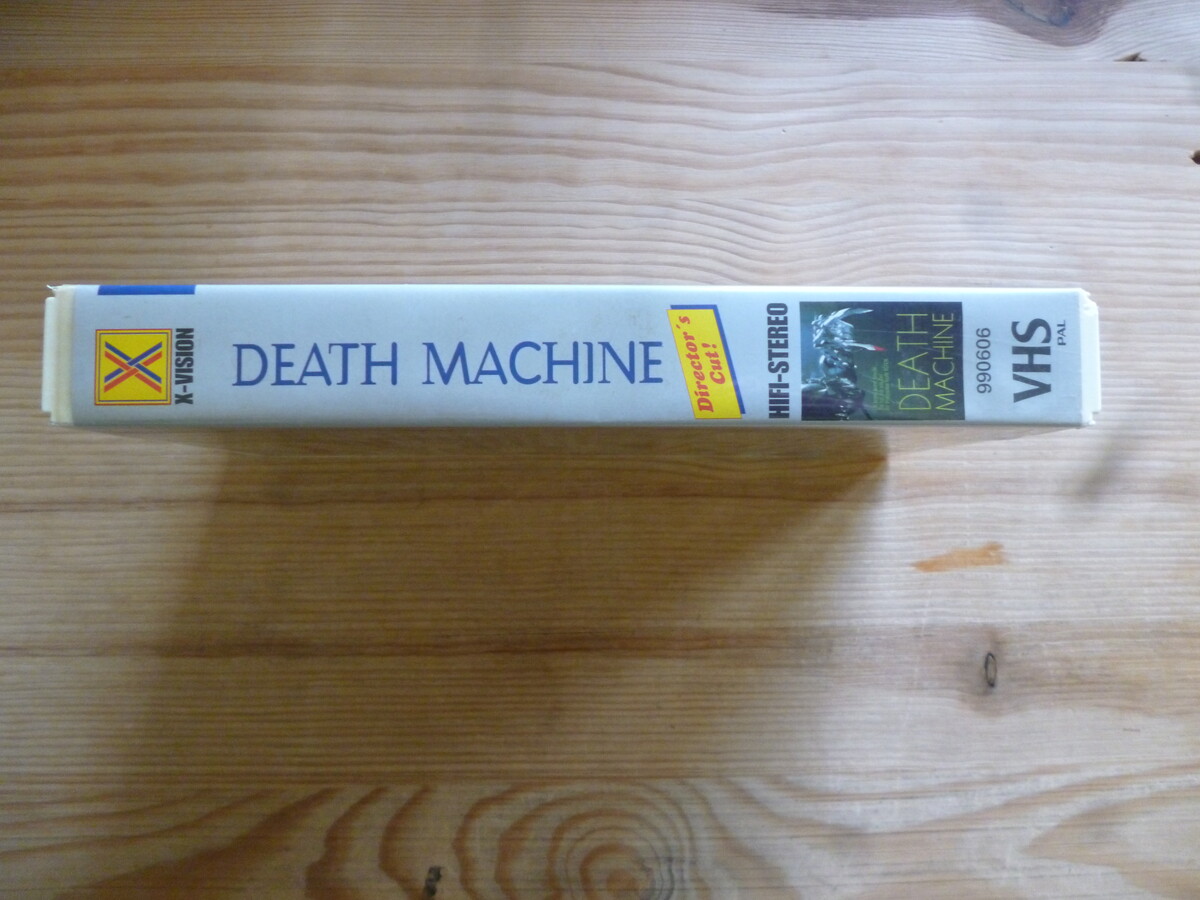 X-VISION
DEATH MACHINE
Director´s
Cut!
HIFI-STEREO
DEATH
MACHINE
990606
VHS
PAL